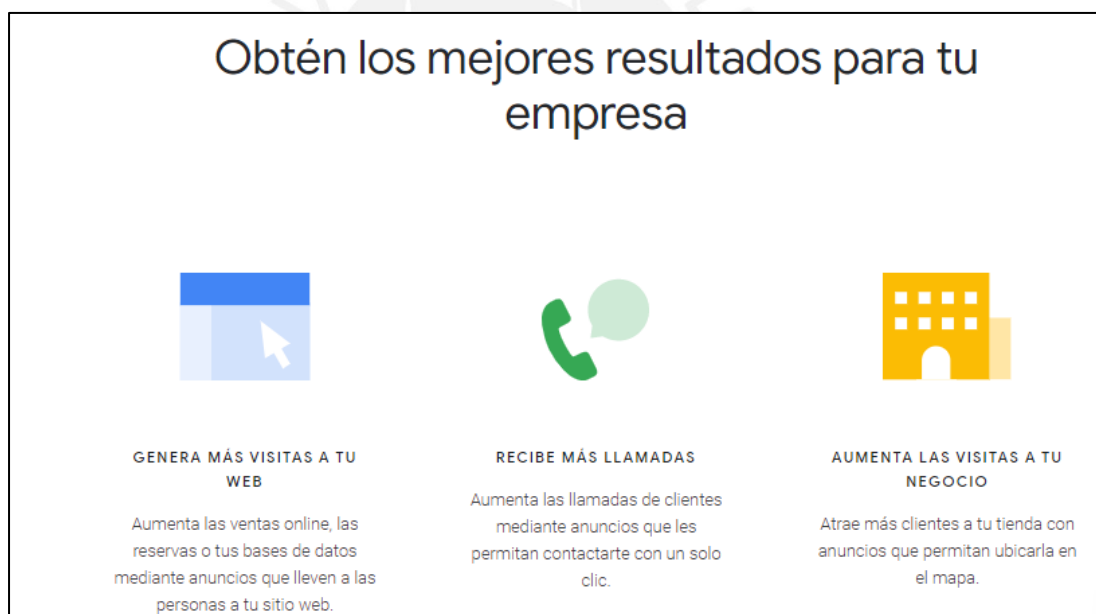 Obtén los mejores resultados para tu
empresa
GENERA MÁS VISITAS A TU
WEB
Aumenta las ventas online, las
reservas o tus bases de datos
mediante anuncios que lleven a las
personas a tu sitio web.
RECIBE MÁS LLAMADAS
Aumenta las llamadas de clientes
mediante anuncios que les
permitan contactarte con un solo
clic.
AUMENTA LAS VISITAS A TU
NEGOCIO
Atrae más clientes a tu tienda con
anuncios que permitan ubicarla en
el mapa.